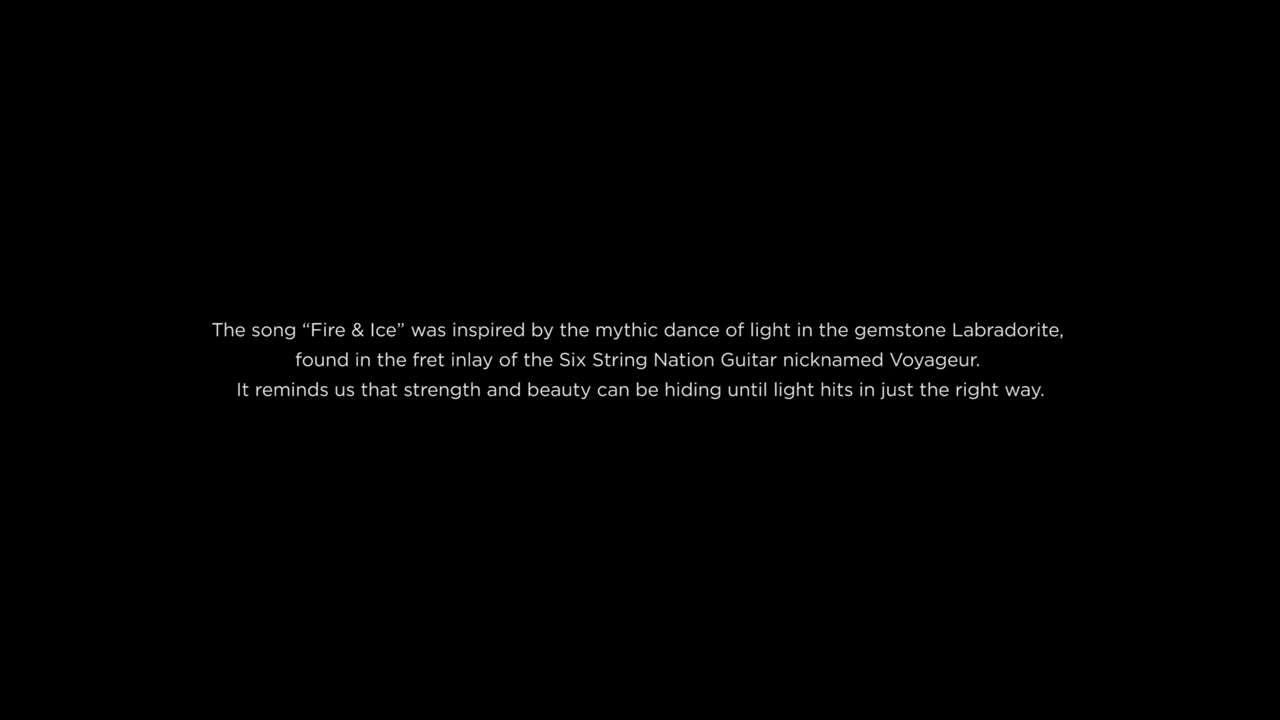 The song “Fire & Ice” was inspired by the mythic dance of light in the gemstone Labradorite,
found in the fret inlay of the Six String Nation Guitar nicknamed Voyageur.
It reminds us that strength and beauty can be hiding until light hits in just the right way.